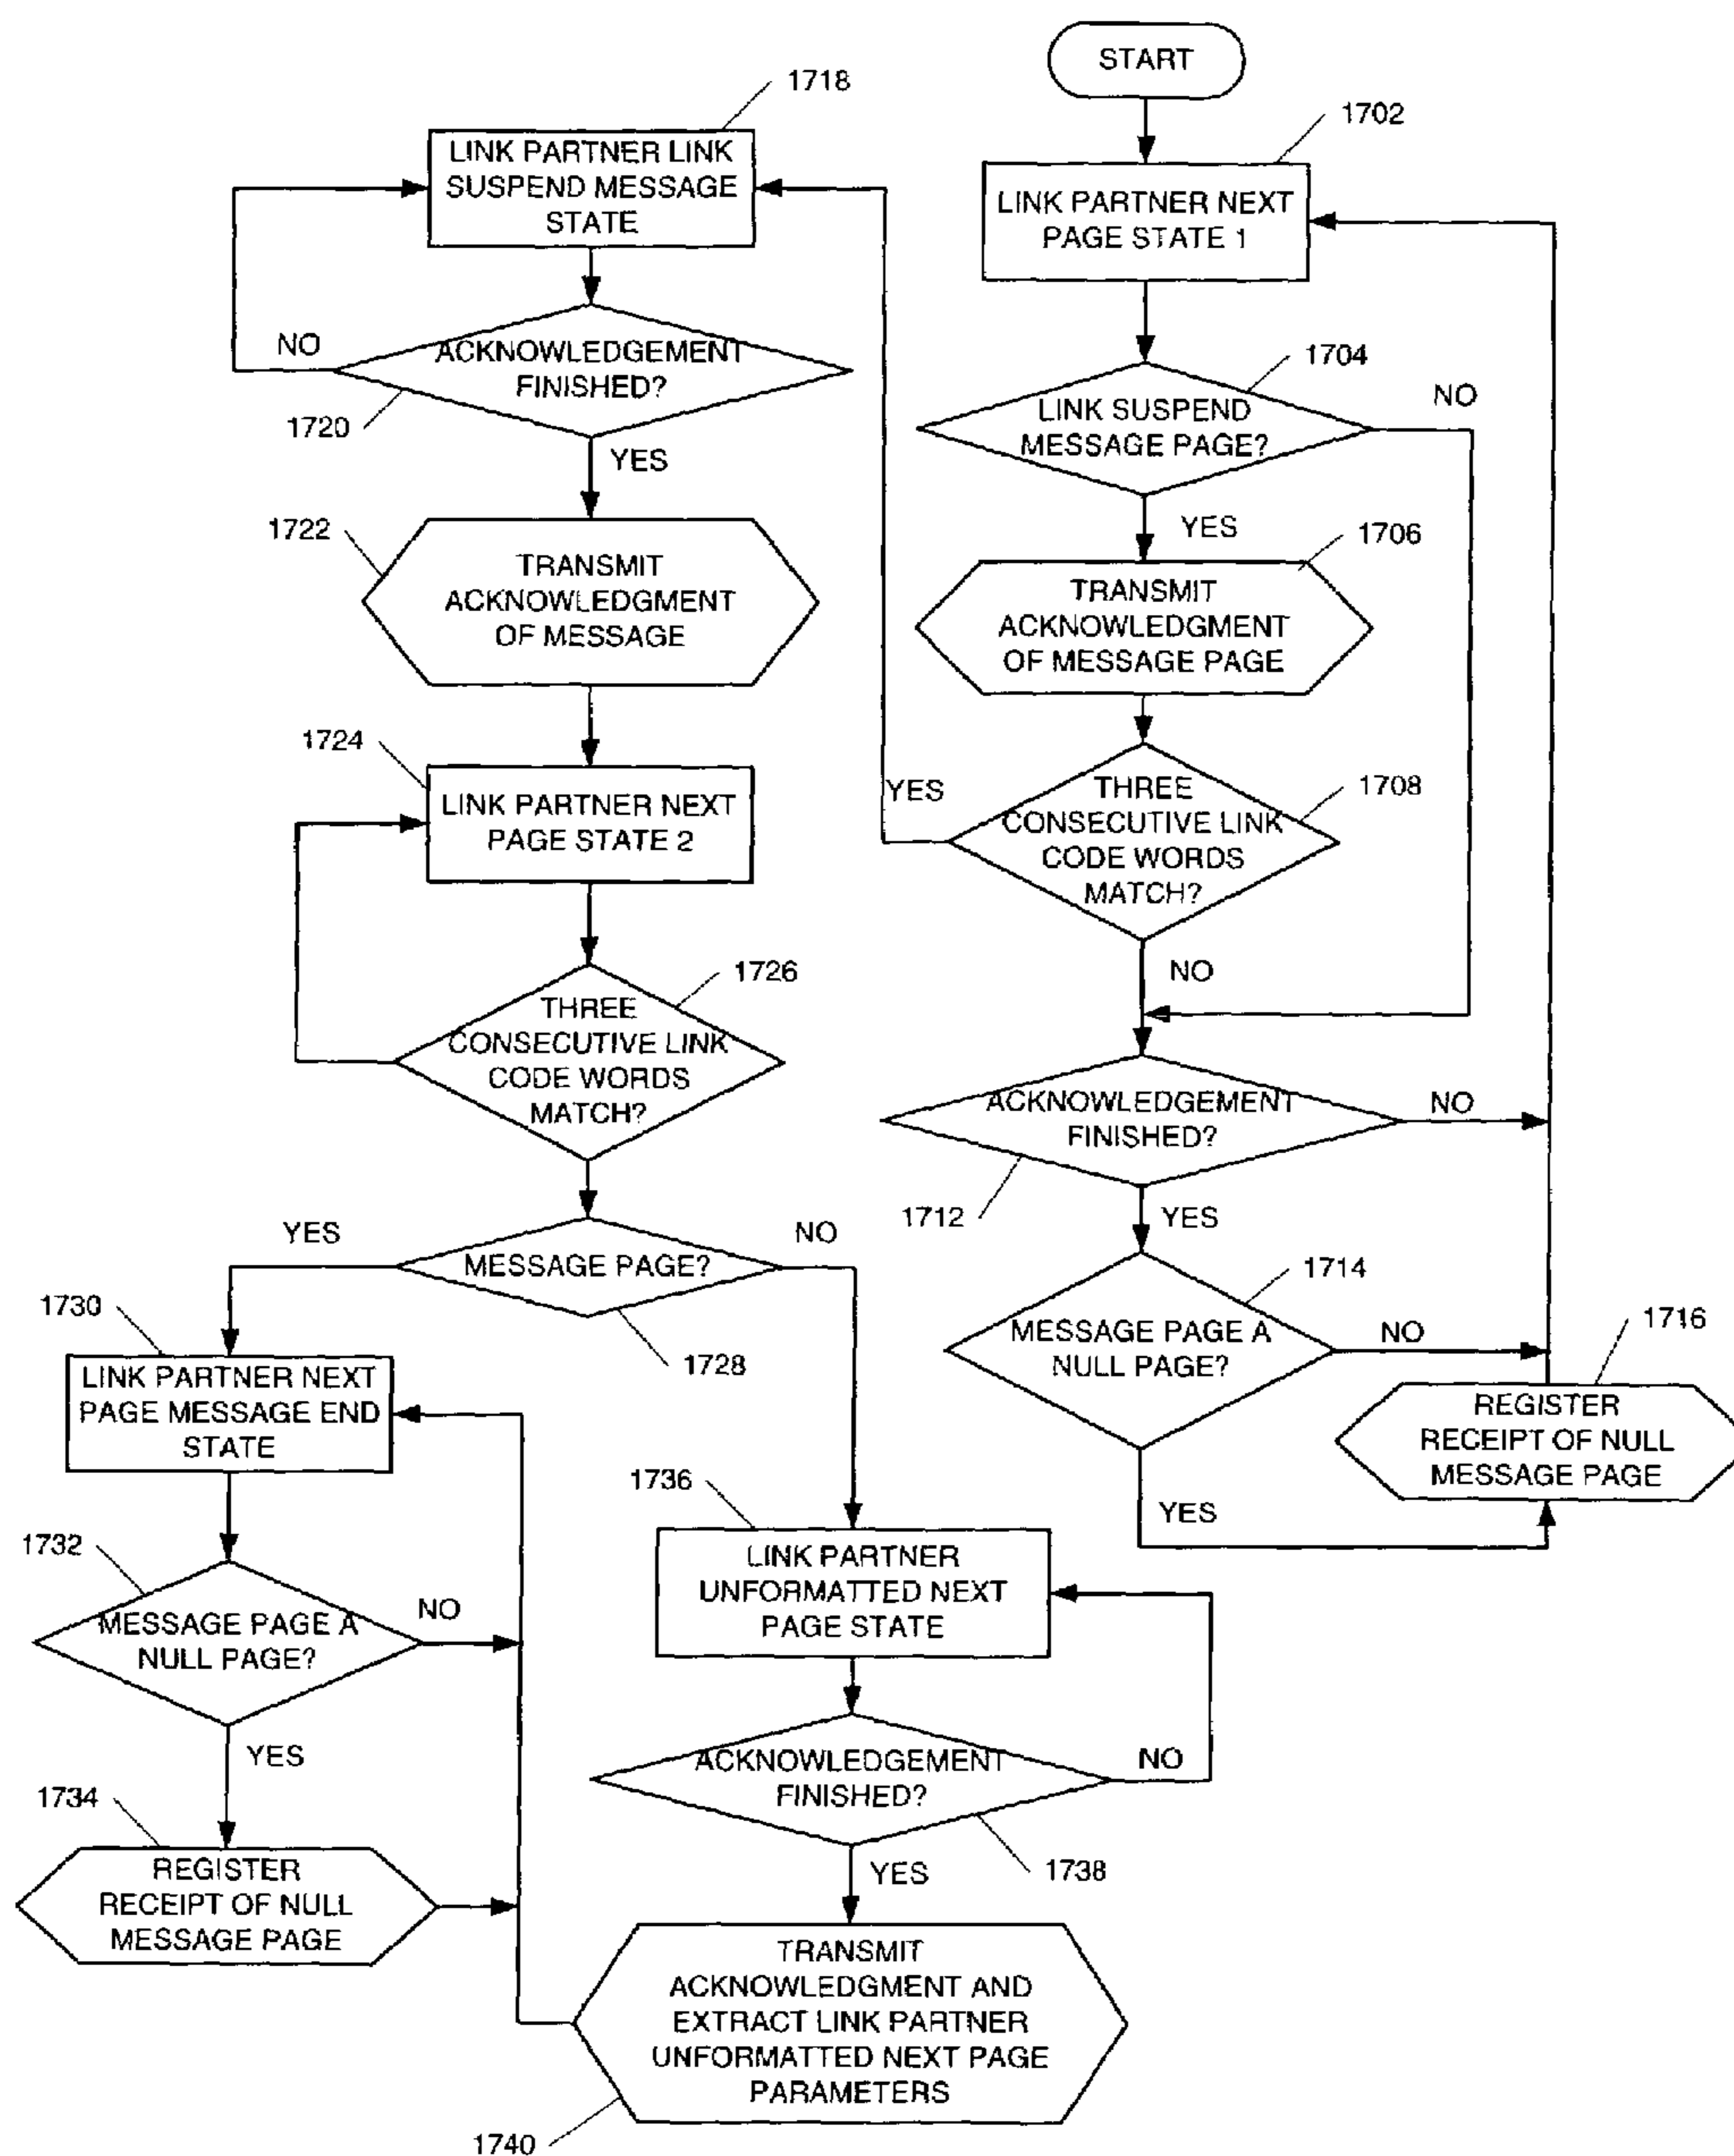 START
1702
LINK PARTNER NEXT
PAGE STATE 1
1704
LINK SUSPEND
MESSAGE PAGE?
NO
YES
1706
TRANSMIT
ACKNOWLEDGMENT
OF MESSAGE PAGE
1708
THREE
CONSECUTIVE LINK
CODE WORDS
MATCH?
YES
NO
ACKNOWLEDGEMENT
FINISHED?
NO
1712
YES
1714
MESSAGE PAGE A
NULL PAGE?
NO
YES
1716
REGISTER
RECEIPT OF NULL
MESSAGE PAGE
1718
LINK PARTNER LINK
SUSPEND MESSAGE
STATE
NO
ACKNOWLEDGEMENT
FINISHED?
1720
YES
1722
TRANSMIT
ACKNOWLEDGMENT
OF MESSAGE
1724
LINK PARTNER NEXT
PAGE STATE 2
1726
THREE
CONSECUTIVE LINK
CODE WORDS
MATCH?
YES
NO
MESSAGE PAGE?
1728
1730
LINK PARTNER NEXT
PAGE MESSAGE END
STATE
1732
MESSAGE PAGE A
NULL PAGE?
NO
YES
1734
REGISTER
RECEIPT OF NULL
MESSAGE PAGE
1736
LINK PARTNER
UNFORMATTED NEXT
PAGE STATE
ACKNOWLEDGEMENT
FINISHED?
NO
1738
YES
TRANSMIT
ACKNOWLEDGMENT AND
EXTRACT LINK PARTNER
UNFORMATTED NEXT PAGE
PARAMETERS
1740